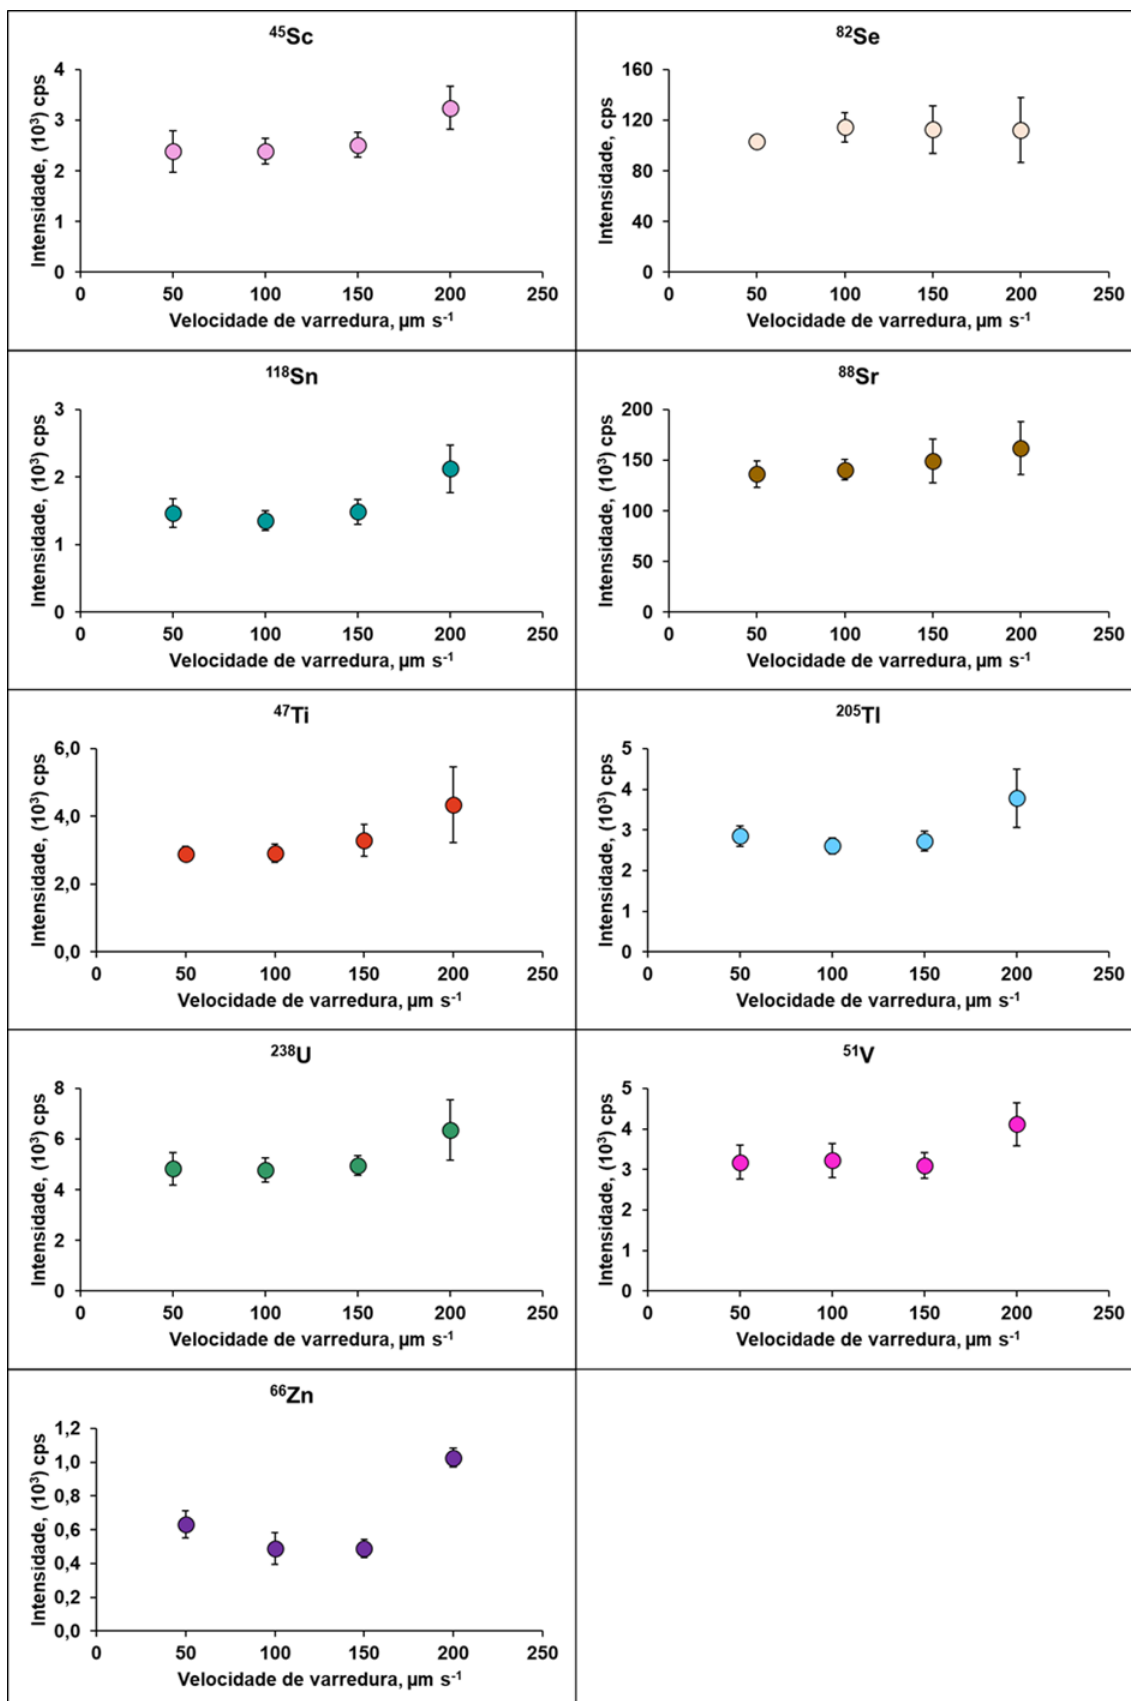 ⁴⁵Sc
Intensidade, (10³) cps
4
3
2
1
0
0 50 100 150 200 250
Velocidade de varredura, µm s⁻¹
⁸²Se
Intensidade, cps
160
120
80
40
0
0 50 100 150 200 250
Velocidade de varredura, µm s⁻¹
¹¹⁸Sn
Intensidade, (10³) cps
3
2
1
0
0 50 100 150 200 250
Velocidade de varredura, µm s⁻¹
⁸⁸Sr
Intensidade, (10³) cps
200
150
100
50
0
0 50 100 150 200 250
Velocidade de varredura, µm s⁻¹
⁴⁷Ti
Intensidade, (10³) cps
6,0
4,0
2,0
0,0
0 50 100 150 200 250
Velocidade de varredura, µm s⁻¹
²⁰⁵Tl
Intensidade, (10³) cps
5
4
3
2
1
0
0 50 100 150 200 250
Velocidade de varredura, µm s⁻¹
²³⁸U
Intensidade, (10³) cps
8
6
4
2
0
0 50 100 150 200 250
Velocidade de varredura, µm s⁻¹
⁵¹V
Intensidade, (10³) cps
5
4
3
2
1
0
0 50 100 150 200 250
Velocidade de varredura, µm s⁻¹
⁶⁶Zn
Intensidade, (10³) cps
1,2
1,0
0,8
0,6
0,4
0,2
0,0
0 50 100 150 200 250
Velocidade de varredura, µm s⁻¹